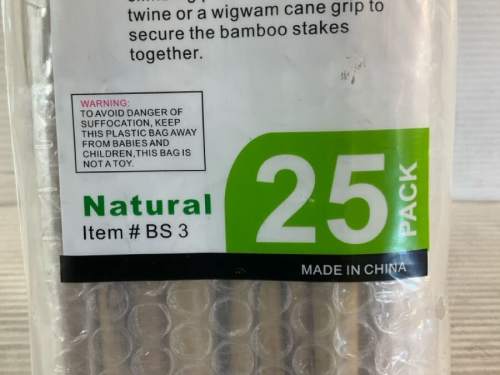 twine or a wigwam cane grip to
secure the bamboo stakes
together.
WARNING:
TO AVOID DANGER OF
SUFFOCATION, KEEP
THIS PLASTIC BAG AWAY
FROM BABIES AND
CHILDREN,THIS BAG IS
NOT A TOY.
Natural
Item # BS 3
25
PACK
MADE IN CHINA